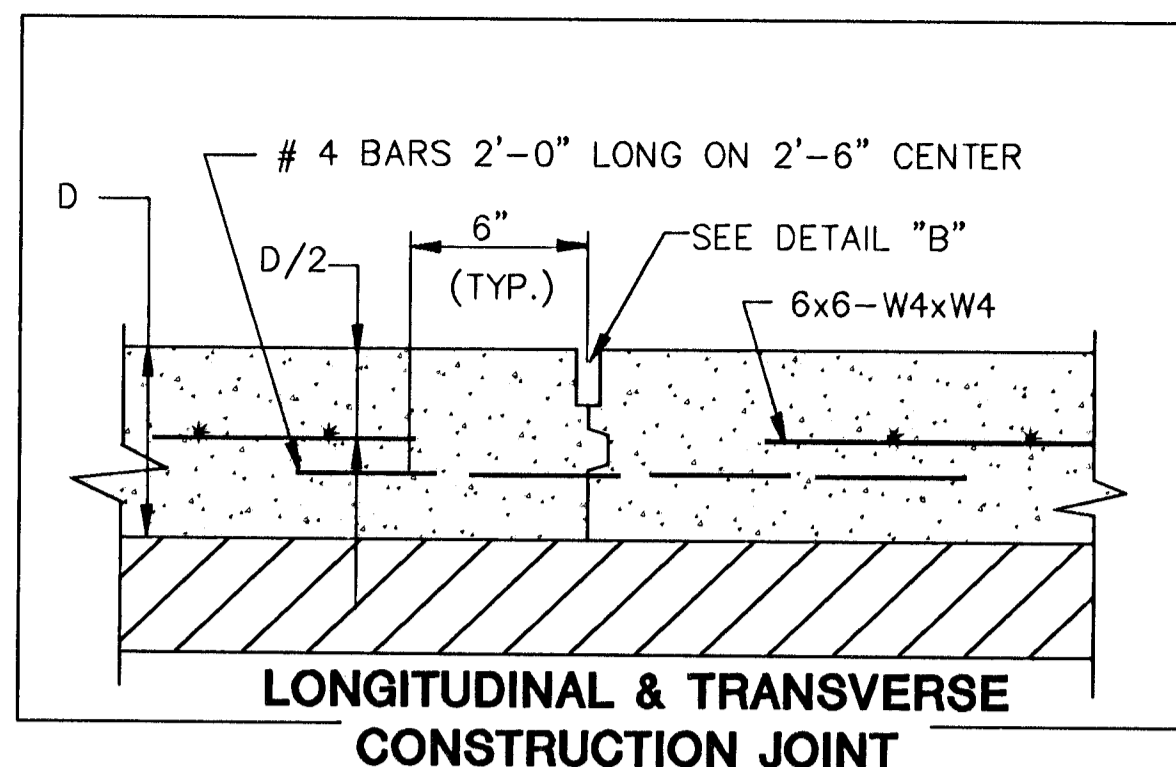 # 4 BARS 2'-0" LONG ON 2'-6" CENTER
D
6"
SEE DETAIL "B"
D/2
(TYP.)
6x6-W4xW4
LONGITUDINAL & TRANSVERSE
CONSTRUCTION JOINT